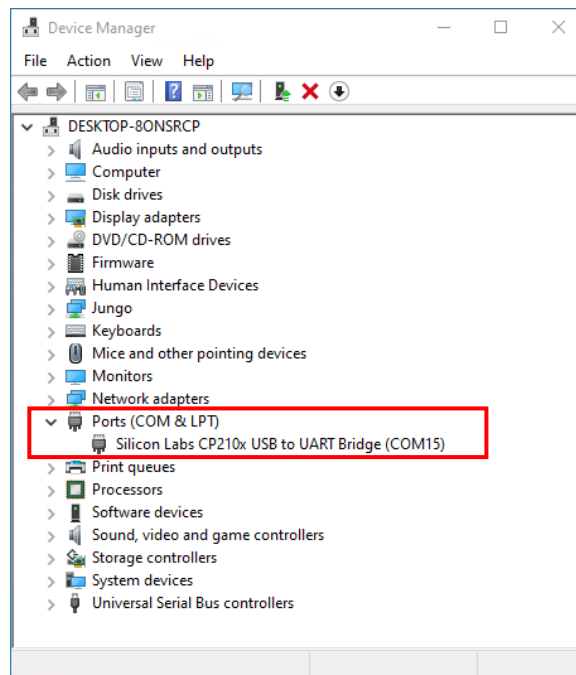 Device Manager
File Action View Help
DESKTOP-8ONSRCP
Audio inputs and outputs
Computer
Disk drives
Display adapters
DVD/CD-ROM drives
Firmware
Human Interface Devices
Jungo
Keyboards
Mice and other pointing devices
Monitors
Network adapters
Ports (COM & LPT)
Silicon Labs CP210x USB to UART Bridge (COM15)
Print queues
Processors
Software devices
Sound, video and game controllers
Storage controllers
System devices
Universal Serial Bus controllers